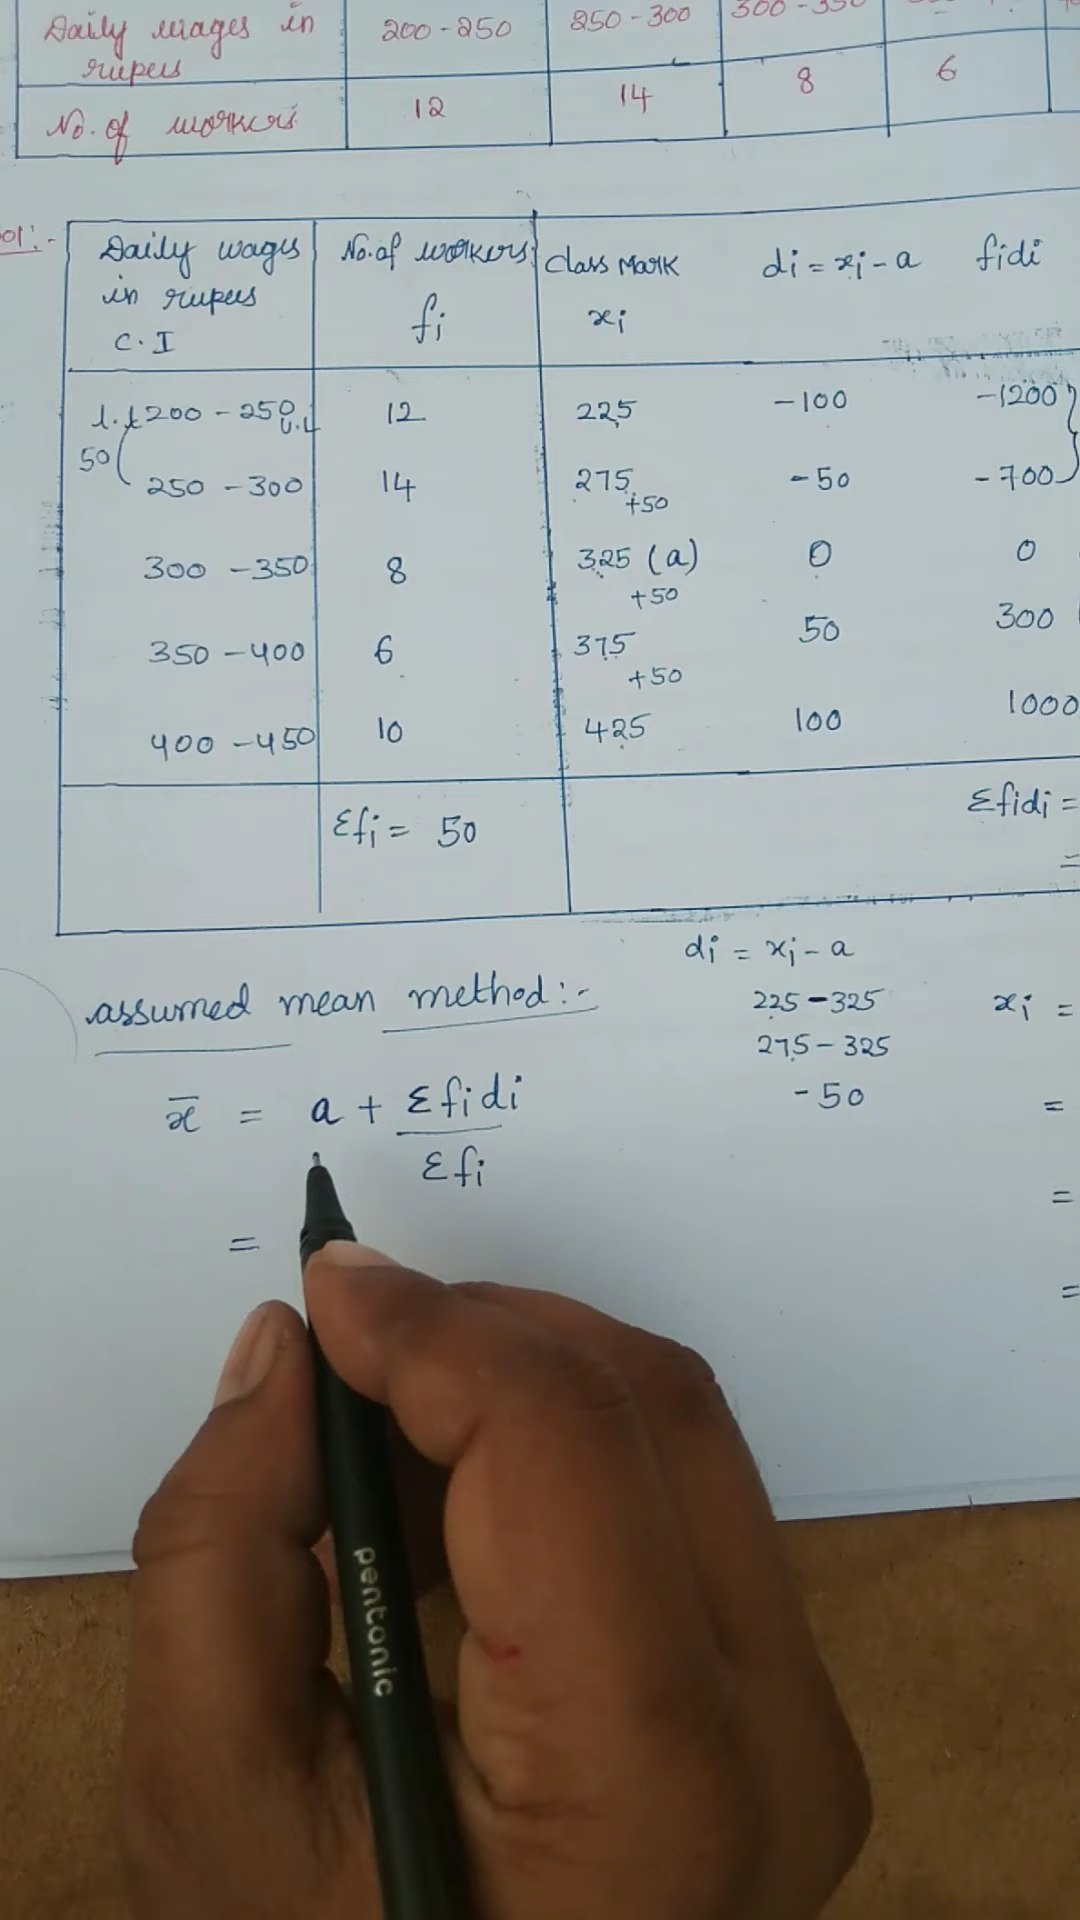 Daily wages in 200-250 250-300 300-350
rupees
No. of workers 12 14 8 6
Daily wages No. of workers Class Mark di = xi - a fidi
in rupees fi xi
C.I
l.l 200 - 250 u.l 12 225 -100 -1200
50
250 - 300 14 275 -50 -700
+50
300 - 350 8 325 (a) 0 0
+50
350 - 400 6 375 50 300
+50
400 - 450 10 425 100 1000
Σfi = 50 Σfidi =
=
di = xi - a
assumed mean method:- 225 - 325 xi =
275 - 325
x̄ = a + Σfidi -50 =
Σfi
=
=
=
pentonic